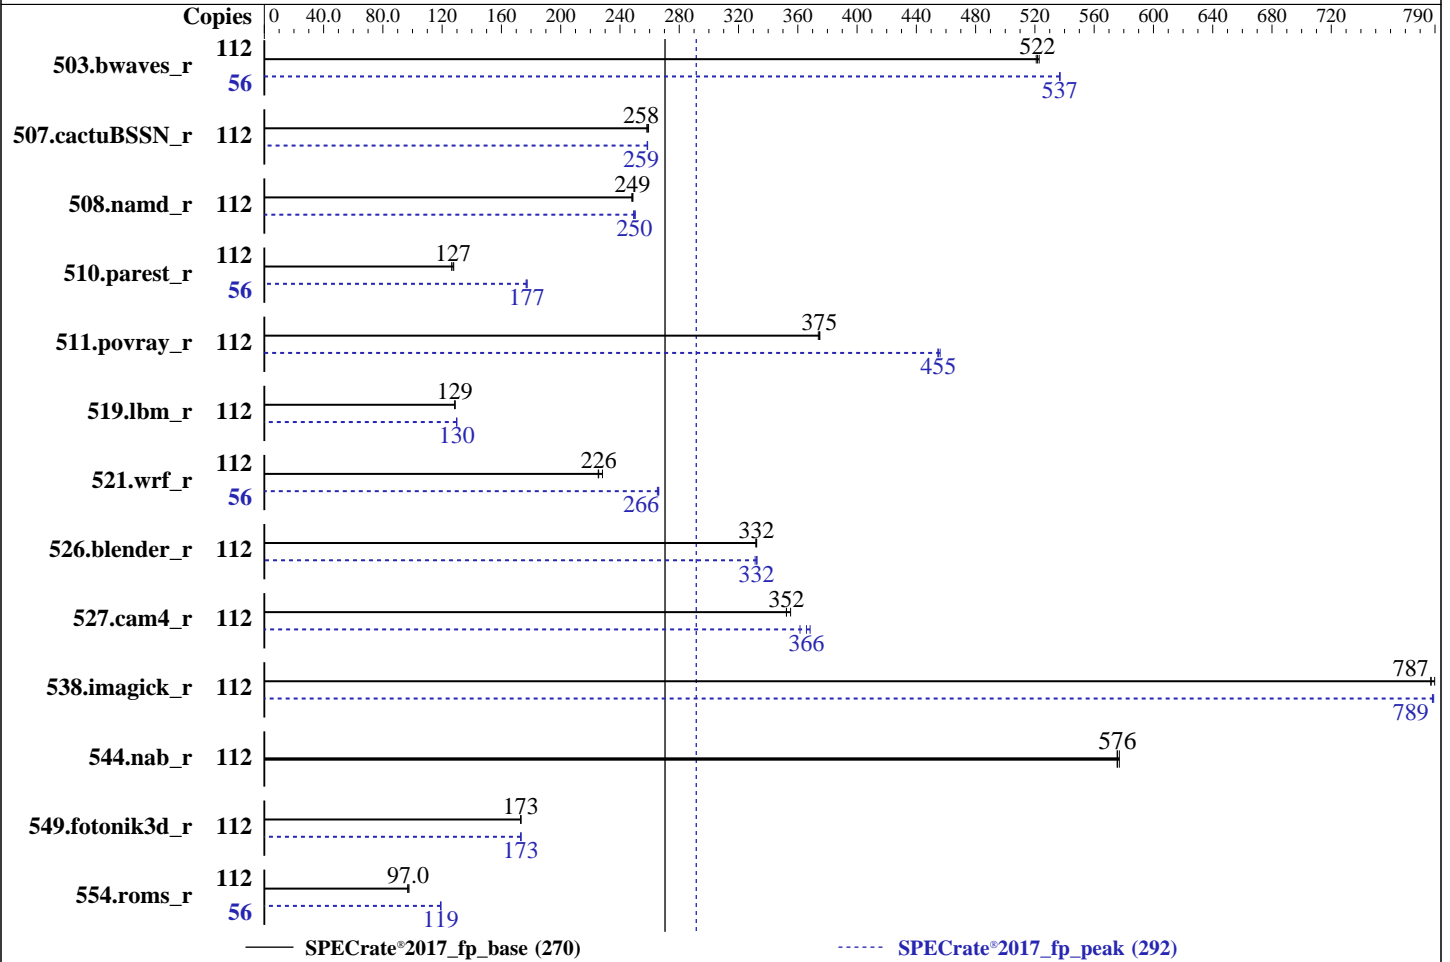 Copies 0 40.0 80.0 120 160 200 240 280 320 360 400 440 480 520 560 600 640 680 720 790
503.bwaves_r 112 522
56 537
507.cactuBSSN_r 112 258
259
508.namd_r 112 249
250
510.parest_r 112 127
56 177
511.povray_r 112 375
455
519.lbm_r 112 129
130
521.wrf_r 112 226
56 266
526.blender_r 112 332
332
527.cam4_r 112 352
366
538.imagick_r 112 787
789
544.nab_r 112 576
549.fotonik3d_r 112 173
173
554.roms_r 112 97.0
56 119
SPECrate®2017_fp_base (270) SPECrate®2017_fp_peak (292)